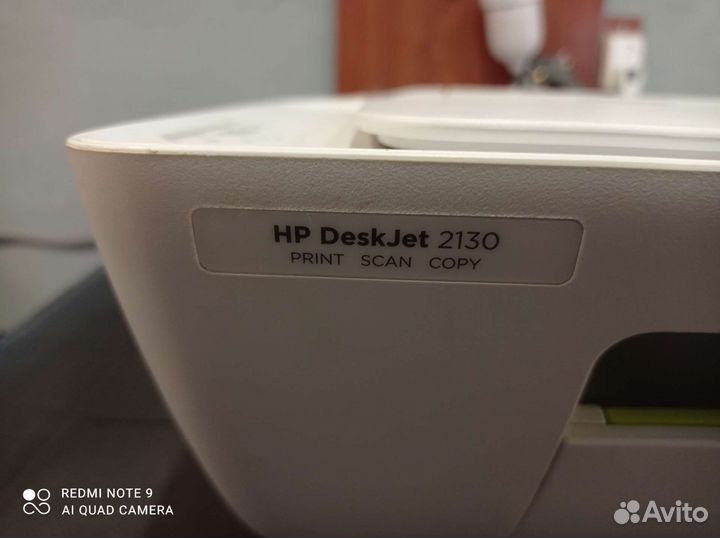 HP DeskJet 2130
PRINT SCAN COPY
REDMI NOTE 9
AI QUAD CAMERA
Avito